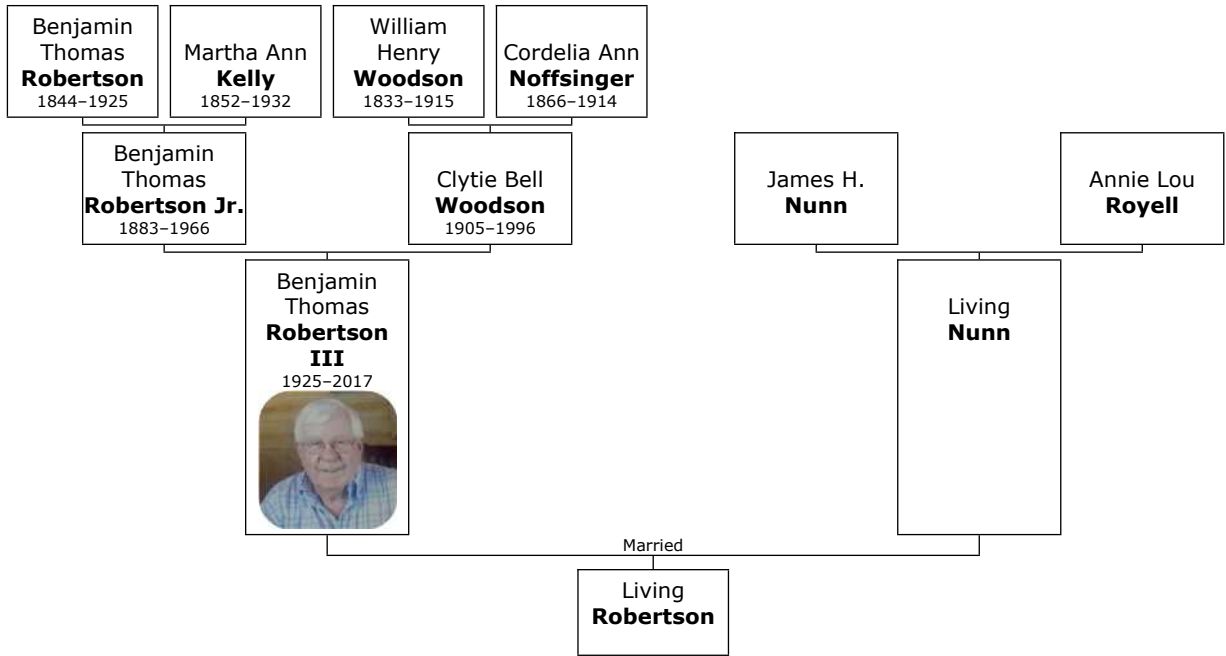 Benjamin
Thomas
Robertson
1844–1925
Martha Ann
Kelly
1852–1932
William
Henry
Woodson
1833–1915
Cordelia Ann
Noffsinger
1866–1914
Benjamin
Thomas
Robertson Jr.
1883–1966
Clytie Bell
Woodson
1905–1996
James H.
Nunn
Annie Lou
Royell
Benjamin
Thomas
Robertson
III
1925–2017
Living
Nunn
Married
Living
Robertson